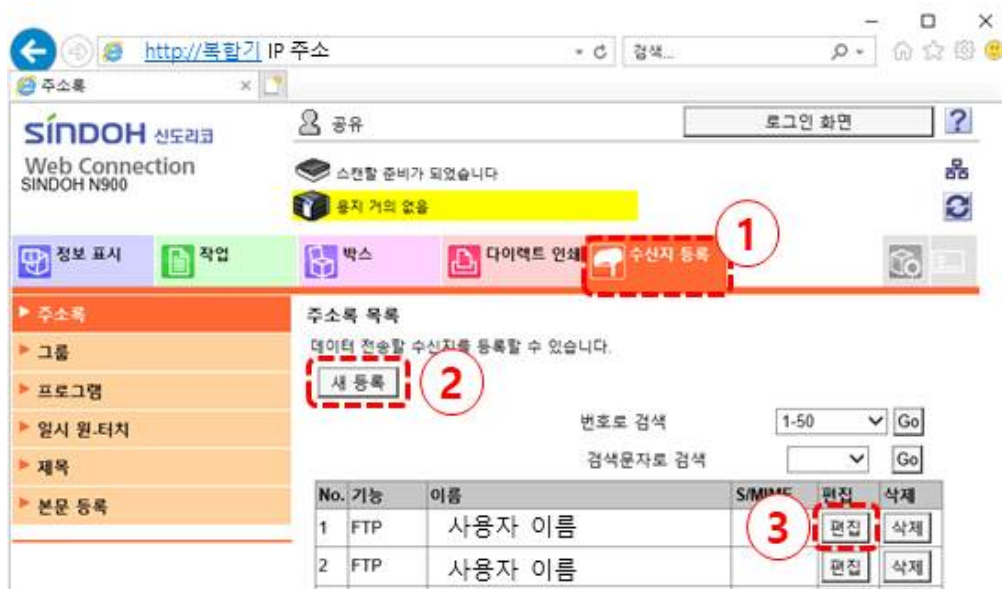 http://복합기 IP 주소
검색...
주소록
SINDOH 신도리코
공유
로그인 화면
?
Web Connection
SINDOH N900
스캔할 준비가 되었습니다
용지 거의 없음
1
정보 표시
작업
박스
다이렉트 인쇄
수신지 등록
주소록
그룹
프로그램
일시 원-터치
제목
본문 등록
주소록 목록
데이터 전송할 수신지를 등록할 수 있습니다.
새 등록
2
번호로 검색
1-50
Go
검색문자로 검색
Go
No. 기능 이름 S/MIME 편집 삭제
1 FTP 사용자 이름 3 편집 삭제
2 FTP 사용자 이름 편집 삭제